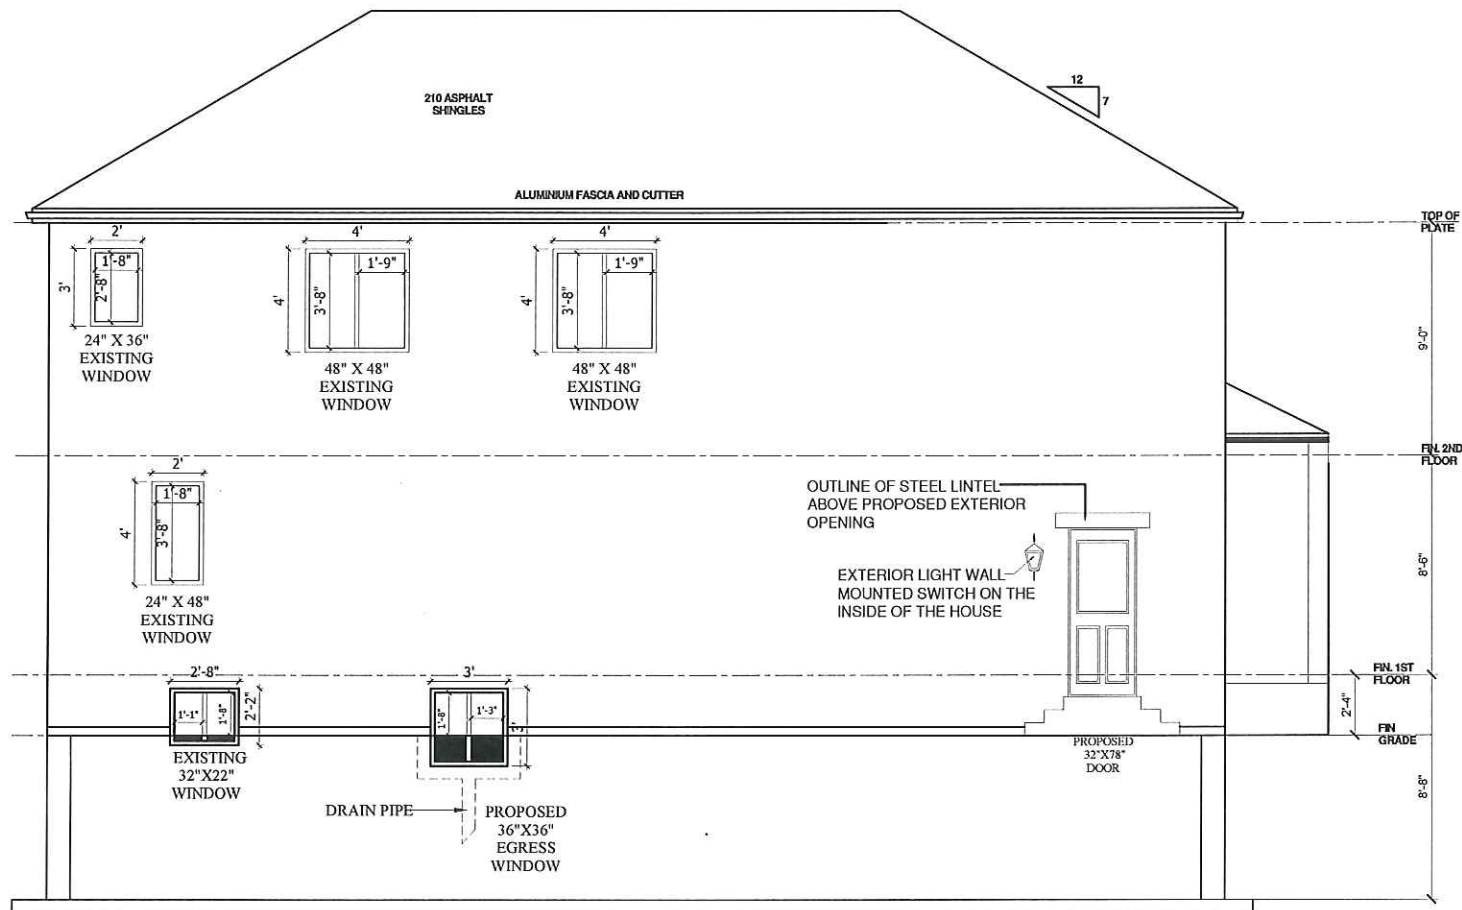 12
7
210 ASPHALT
SHINGLES
ALUMINIUM FASCIA AND CUTTER
TOP OF
PLATE
2'
4'
4'
1'-8"
1'-9"
1'-9"
3'
2'-8"
4'
3'-8"
4'
3'-8"
24" X 36"
EXISTING
WINDOW
48" X 48"
EXISTING
WINDOW
48" X 48"
EXISTING
WINDOW
9'-0"
FIN. 2ND
FLOOR
2'
1'-8"
4'
3'-8"
24" X 48"
EXISTING
WINDOW
OUTLINE OF STEEL LINTEL
ABOVE PROPOSED EXTERIOR
OPENING
EXTERIOR LIGHT WALL
MOUNTED SWITCH ON THE
INSIDE OF THE HOUSE
8'-6"
FIN. 1ST
FLOOR
2'-8"
3'
1'-1"
1'-8"
2'-2"
1'-8"
1'-3"
3'
2'-4"
FIN
GRADE
EXISTING
32"X22"
WINDOW
PROPOSED
32"X78"
DOOR
DRAIN PIPE
PROPOSED
36"X36"
EGRESS
WINDOW